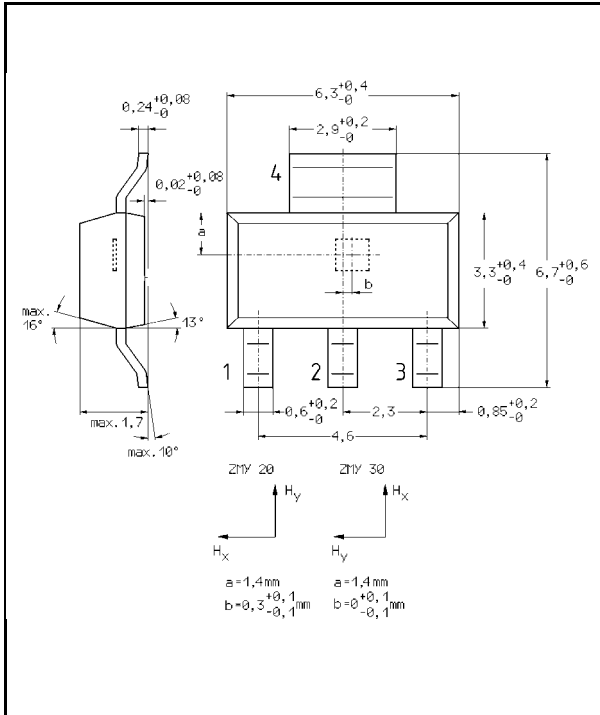 6,3 +0,4 -0
0,24 +0,08 -0
2,9 +0,2 -0
4
0,02 +0,08 -0
a
3,3 +0,4 -0
6,7 +0,6 -0
b
max. 16°
13°
1
2
3
0,6 +0,2 -0
2,3
0,85 +0,2 -0
max. 1,7
4,6
max. 10°
ZMY 20
ZMY 30
Hy
Hx
Hx
Hy
a=1,4mm
a=1,4mm
b=0,3 +0,1 -0,1 mm
b=0 +0,1 -0,1 mm